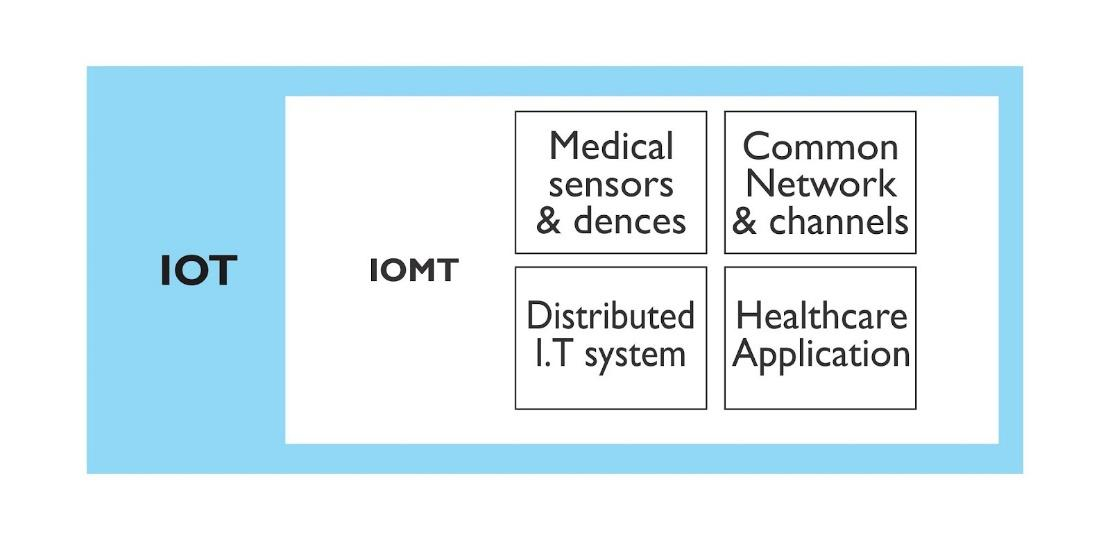 IOT
IOMT
Medical
sensors
& dences
Common
Network
& channels
Distributed
I.T system
Healthcare
Application